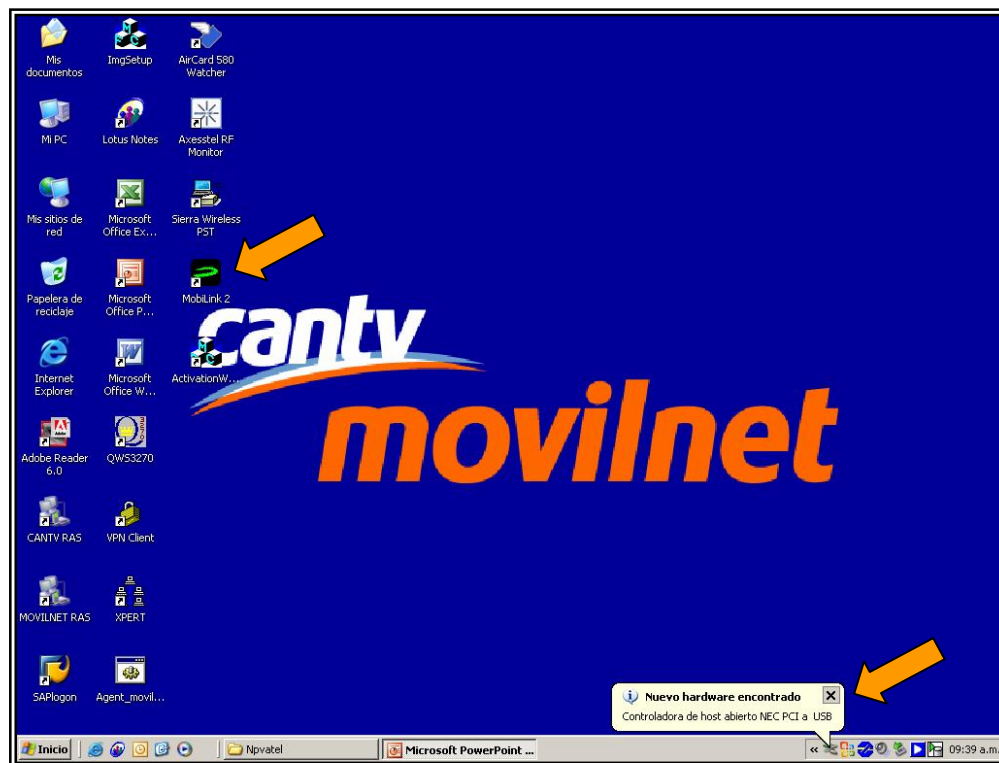 Mis
documentos
ImgSetup
AirCard 580
Watcher
Mi PC
Lotus Notes
Axesstel RF
Monitor
Mis sitios de
red
Microsoft
Office Ex...
Sierra Wireless
PST
Papelera de
reciclaje
Microsoft
Office P...
MobiLink 2
Internet
Explorer
Microsoft
Office W...
ActivationW...
cantv
movilnet
Adobe Reader
6.0
QWS3270
CANTV RAS
VPN Client
MOVILNET RAS
XPERT
SAPlogon
Agent_movil...
Nuevo hardware encontrado
Controladora de host abierto NEC PCI a USB
Inicio
Npvatel
Microsoft PowerPoint ...
«
09:39 a.m.